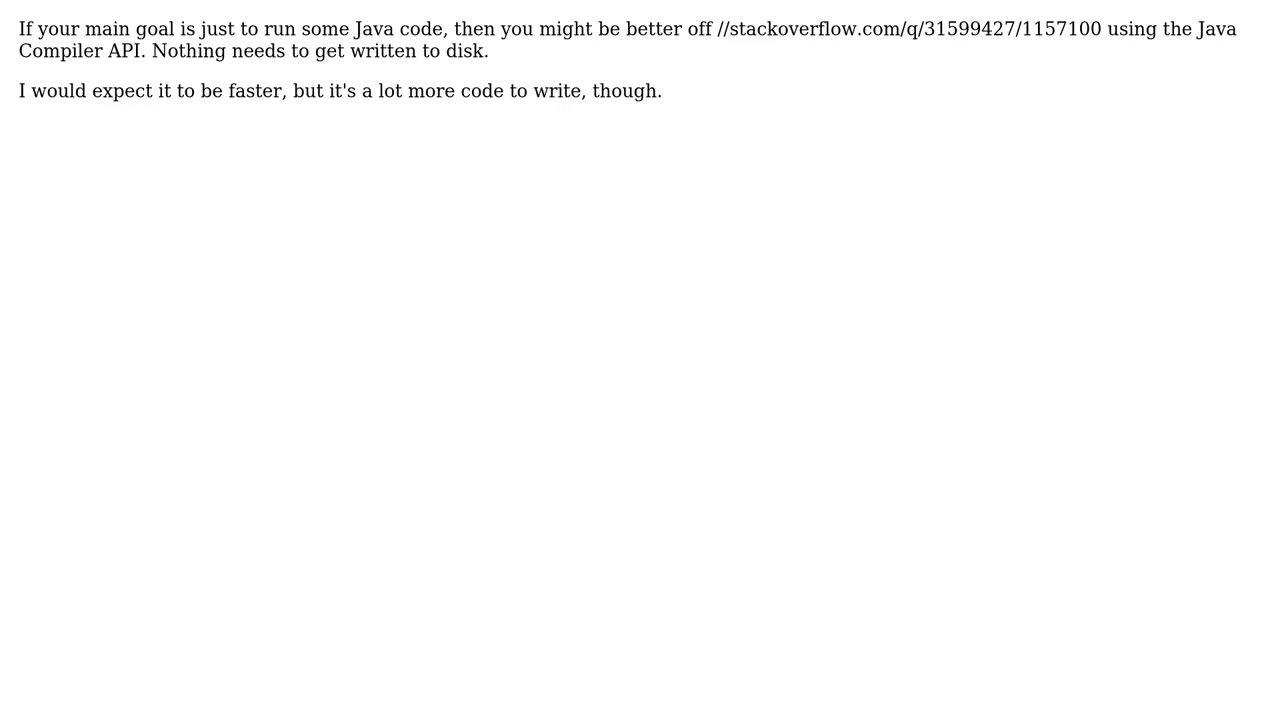 If your main goal is just to run some Java code, then you might be better off //stackoverflow.com/q/31599427/1157100 using the Java
Compiler API. Nothing needs to get written to disk.
I would expect it to be faster, but it's a lot more code to write, though.